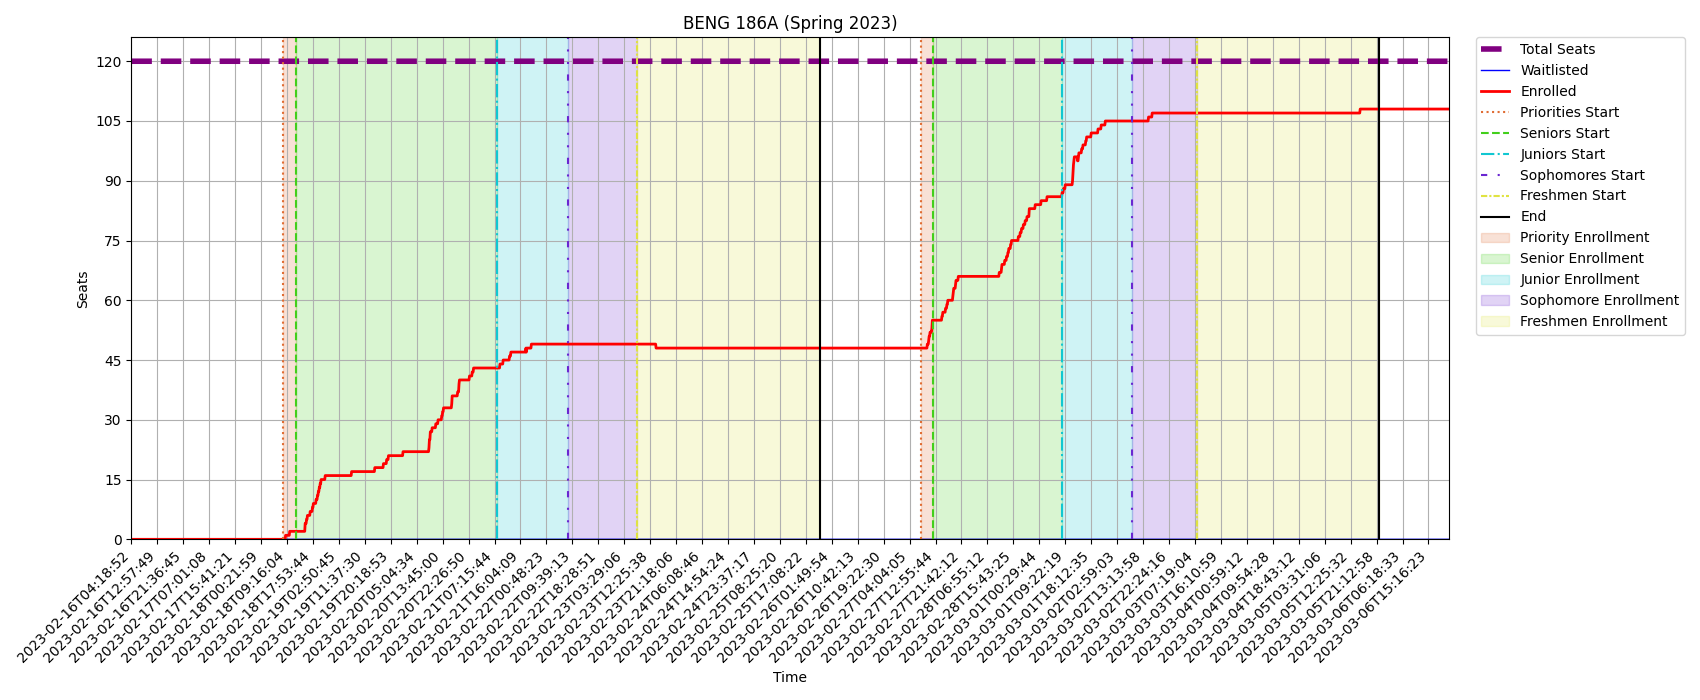 BENG 186A (Spring 2023)
Seats
120
105
90
75
60
45
30
15
0
2023-02-16T04:18:52
2023-02-16T12:57:49
2023-02-16T21:36:45
2023-02-17T07:01:08
2023-02-17T15:41:21
2023-02-18T00:21:59
2023-02-18T09:16:04
2023-02-18T17:53:44
2023-02-19T02:50:45
2023-02-19T11:37:30
2023-02-19T20:18:53
2023-02-20T05:04:34
2023-02-20T13:45:00
2023-02-20T22:26:50
2023-02-21T07:15:44
2023-02-21T16:04:09
2023-02-22T00:48:23
2023-02-22T09:39:13
2023-02-22T18:28:51
2023-02-23T03:29:06
2023-02-23T12:25:38
2023-02-23T21:18:06
2023-02-24T06:08:46
2023-02-24T14:54:24
2023-02-24T23:37:17
2023-02-25T08:25:20
2023-02-25T17:08:22
2023-02-26T01:49:54
2023-02-26T10:42:13
2023-02-26T19:22:30
2023-02-27T04:04:05
2023-02-27T12:55:44
2023-02-27T21:42:12
2023-02-28T06:55:12
2023-02-28T15:43:25
2023-03-01T00:29:44
2023-03-01T09:22:19
2023-03-01T18:12:35
2023-03-02T02:59:03
2023-03-02T13:13:58
2023-03-02T22:24:16
2023-03-03T07:19:04
2023-03-03T16:10:59
2023-03-04T00:59:12
2023-03-04T09:54:28
2023-03-04T18:43:12
2023-03-05T03:31:06
2023-03-05T12:25:32
2023-03-05T21:12:58
2023-03-06T06:18:33
2023-03-06T15:16:23
Time
Total Seats
Waitlisted
Enrolled
Priorities Start
Seniors Start
Juniors Start
Sophomores Start
Freshmen Start
End
Priority Enrollment
Senior Enrollment
Junior Enrollment
Sophomore Enrollment
Freshmen Enrollment